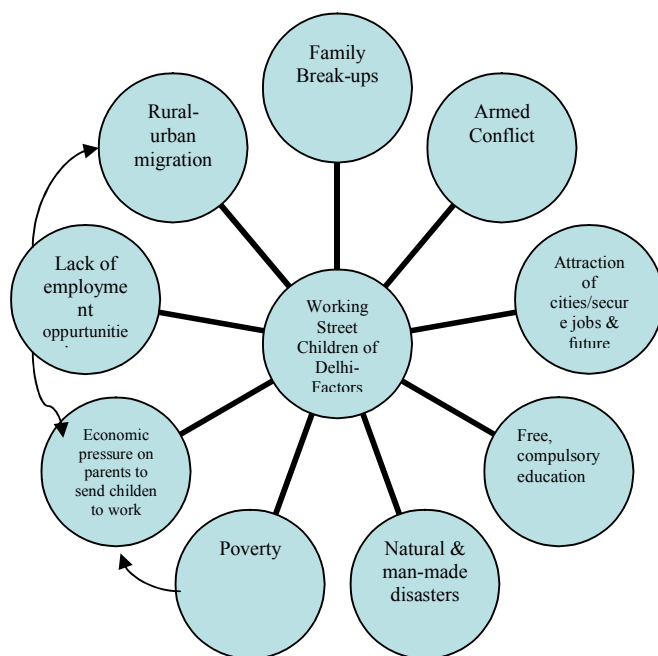 Family
Break-ups
Armed
Conflict
Attraction
of
cities/secur
e jobs & 
future
Free,
compulsory
education
Natural &
man-made
disasters
Poverty
Economic
pressure on
parents to
send childen
to work
Lack of
employme
nt
oppurtunitie
Rural-
urban
migration
Working
Street
Children of
Delhi-
Factors